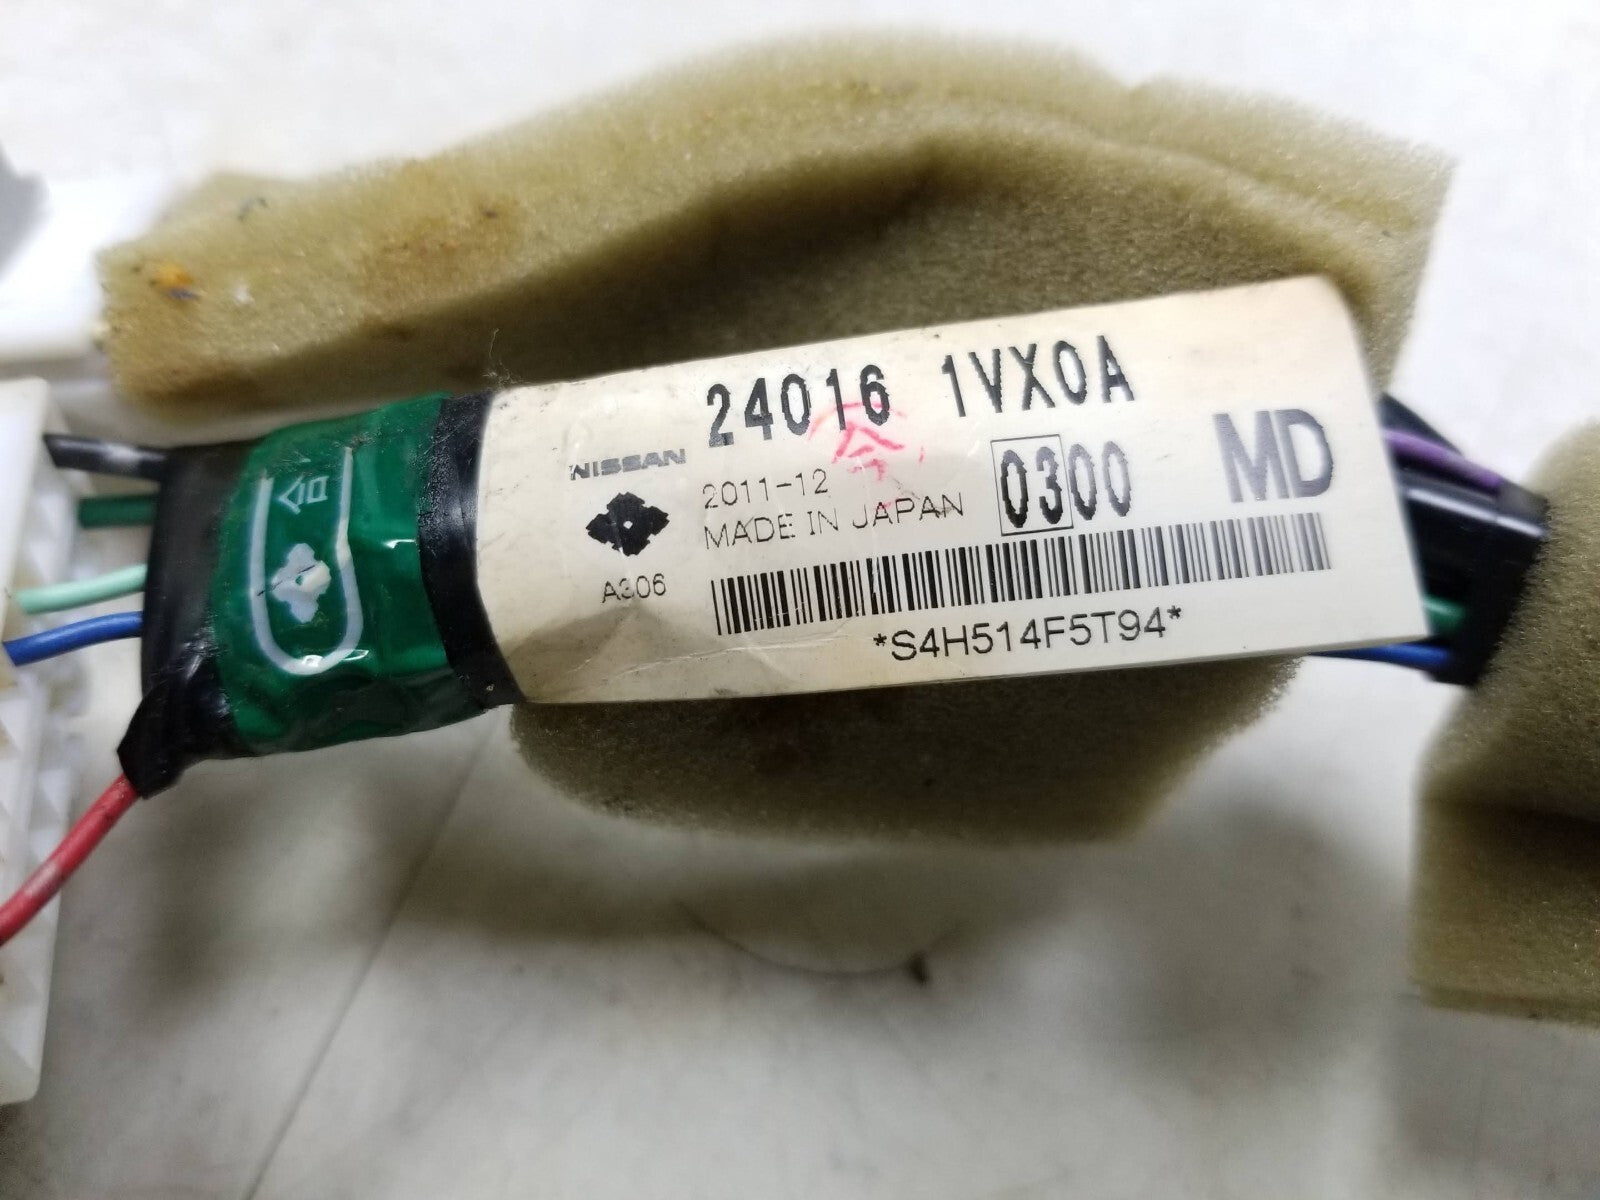 24016 1VX0A
NISSAN
2011-12
MADE IN JAPAN
0300
MD
A306
*S4H514F5T94*